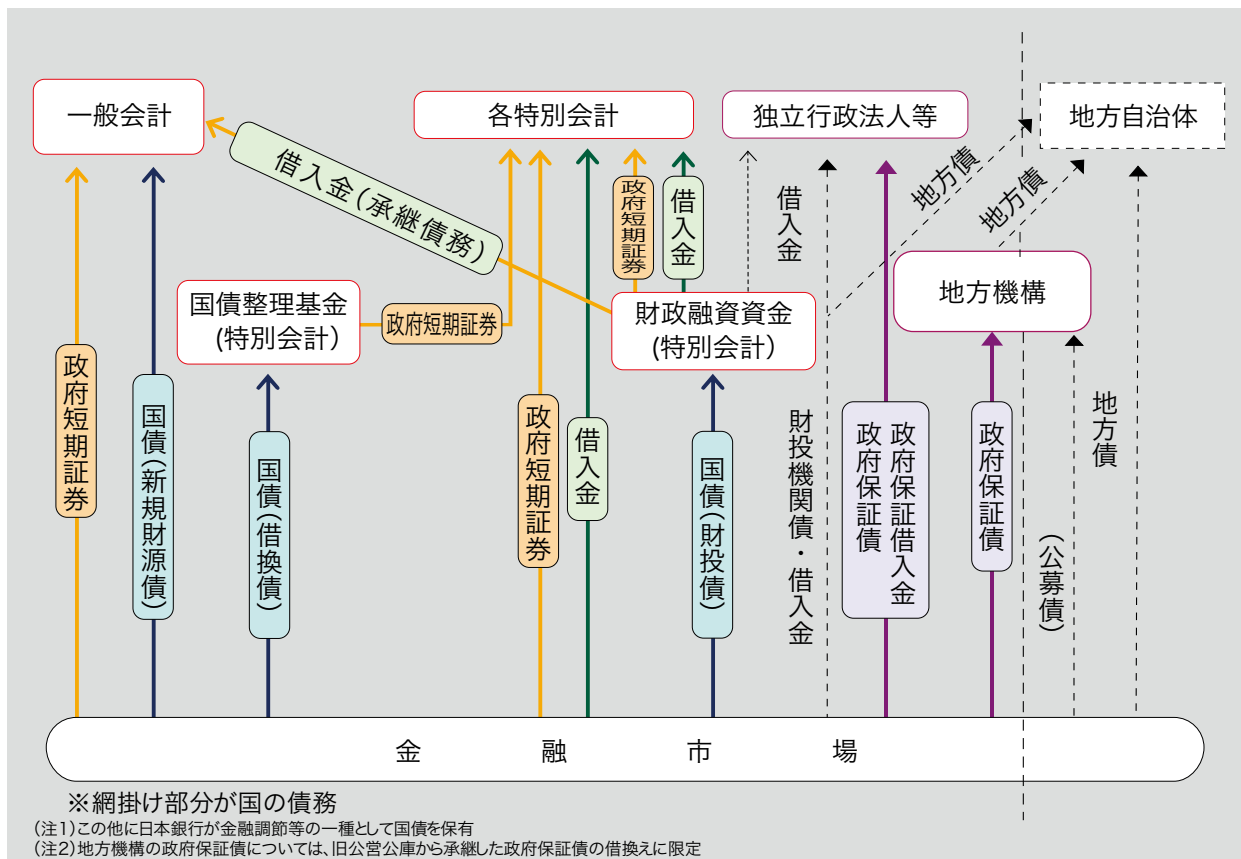 一般会計
各特別会計
独立行政法人等
地方自治体
借入金(承継債務)
政府短期証券
借入金
借入金
地方債
地方債
国債整理基金
(特別会計)
政府短期証券
財政融資資金
(特別会計)
地方機構
政府短期証券
国債(新規財源債)
国債(借換債)
政府短期証券
借入金
国債(財投債)
財投機関債・借入金
政府保証借入金
政府保証債
政府保証債
(公募債)
地方債
金融市場
※網掛け部分が国の債務
(注1)この他に日本銀行が金融調節等の一種として国債を保有
(注2)地方機構の政府保証債については、旧公営公庫から承継した政府保証債の借換えに限定